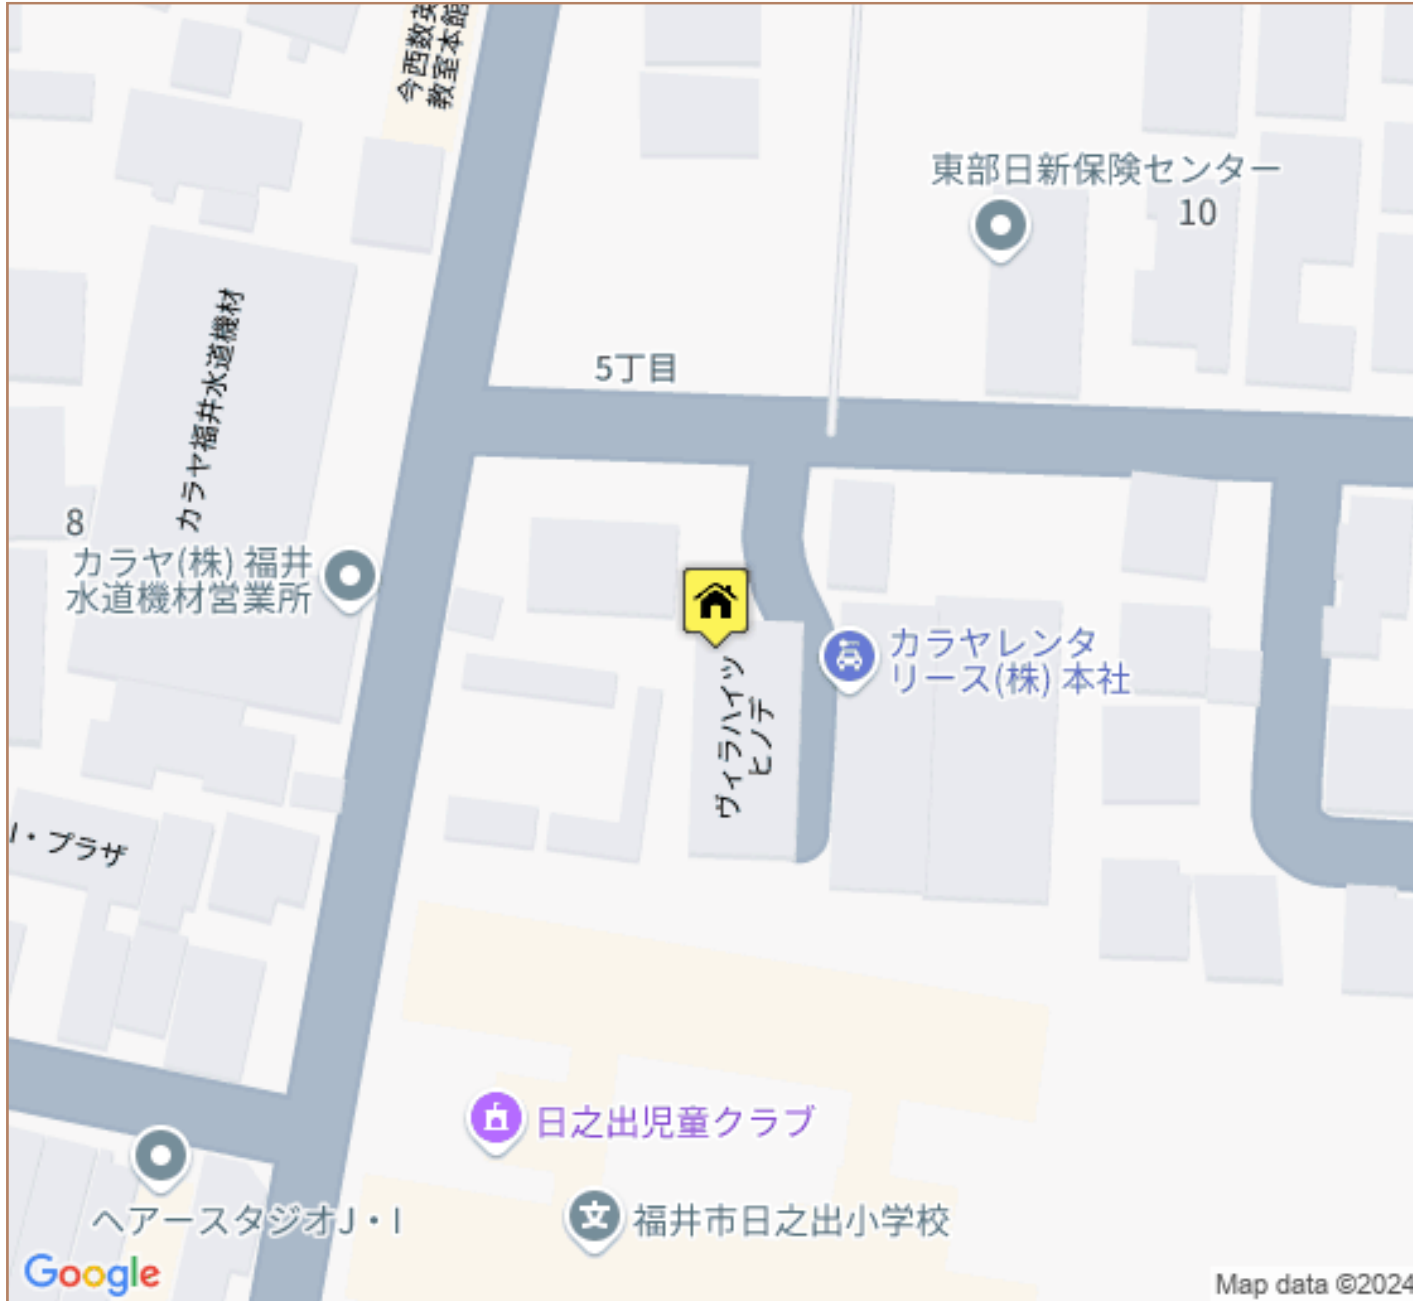 今西数英
教室本館
東部日新保険センター
10
カラヤ福井水道機材
5丁目
8
カラヤ(株) 福井
水道機材営業所
カラヤレンタ
リース(株) 本社
ヴィラハイツ
ヒノデ
I・プラザ
日之出児童クラブ
ヘアースタジオJ・I
福井市日之出小学校
Google
Map data ©2024